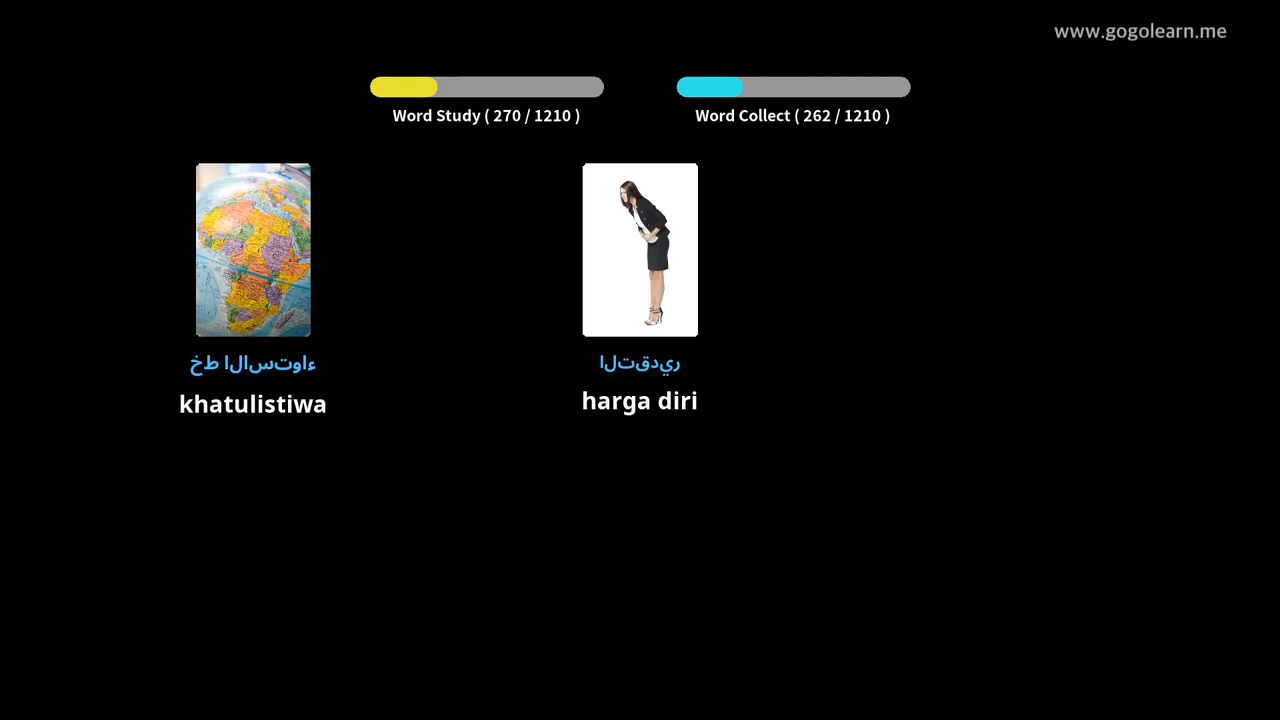 www.gogolearn.me
Word Study ( 270 / 1210 )
Word Collect ( 262 / 1210 )
خط الاستواء
khatulistiwa
التقدير
harga diri